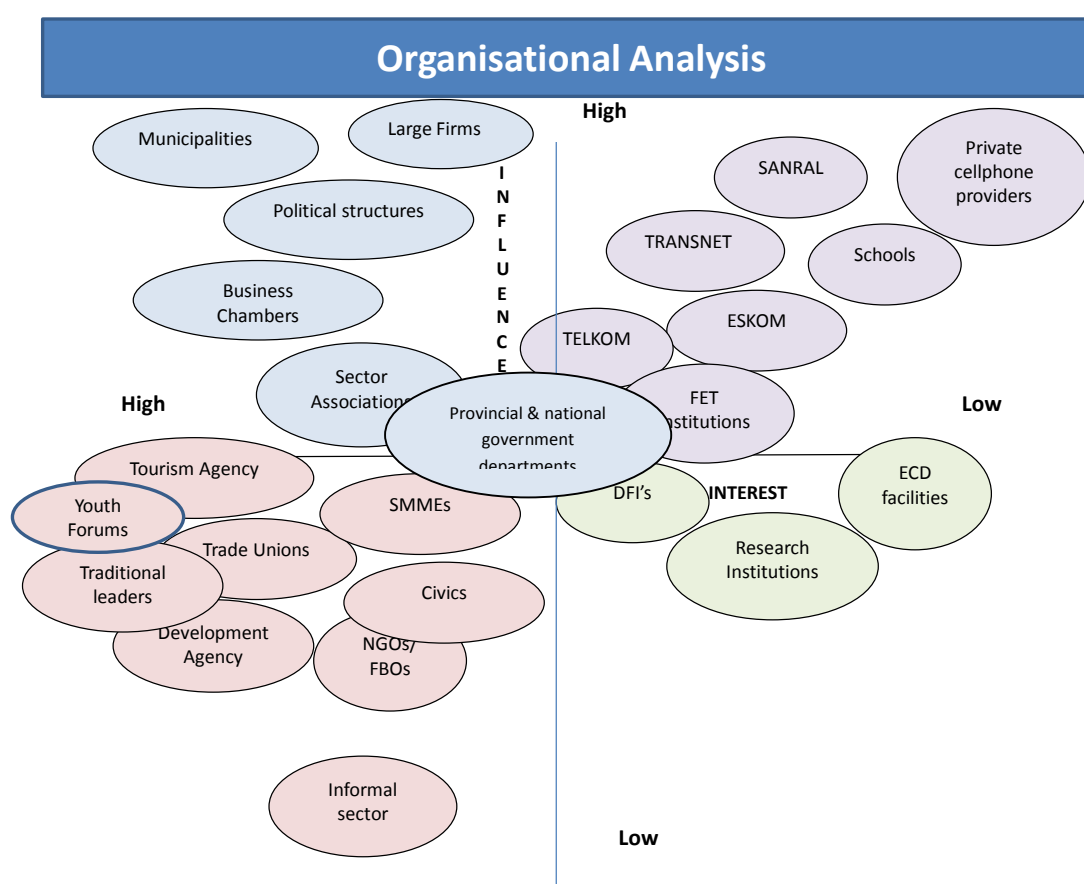 Organisational Analysis
High
Municipalities
Large Firms
SANRAL
Private
cellphone
providers
INFLUENCE
Political structures
TRANSNET
Schools
Business
Chambers
TELKOM
ESKOM
Sector
Associations
High
Provincial & national
government
departments
FET
Institutions
Low
Tourism Agency
Youth
Forums
SMMEs
DFI's
INTEREST
ECD
facilities
Trade Unions
Research
Institutions
Traditional
leaders
Civics
Development
Agency
NGOs/
FBOs
Informal
sector
Low